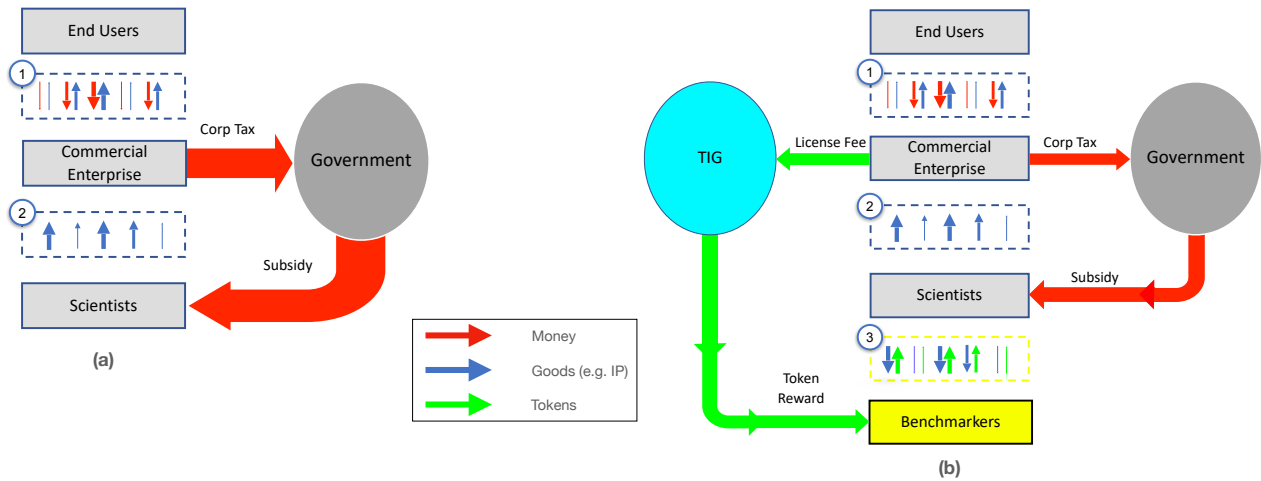 End Users
1
Corp Tax
Commercial
Enterprise
Government
2
Subsidy
Scientists
(a)
Money
Goods (e.g. IP)
Tokens
End Users
1
TIG
License Fee
Commercial
Enterprise
Corp Tax
Government
2
Subsidy
Scientists
3
Token
Reward
Benchmarkers
(b)